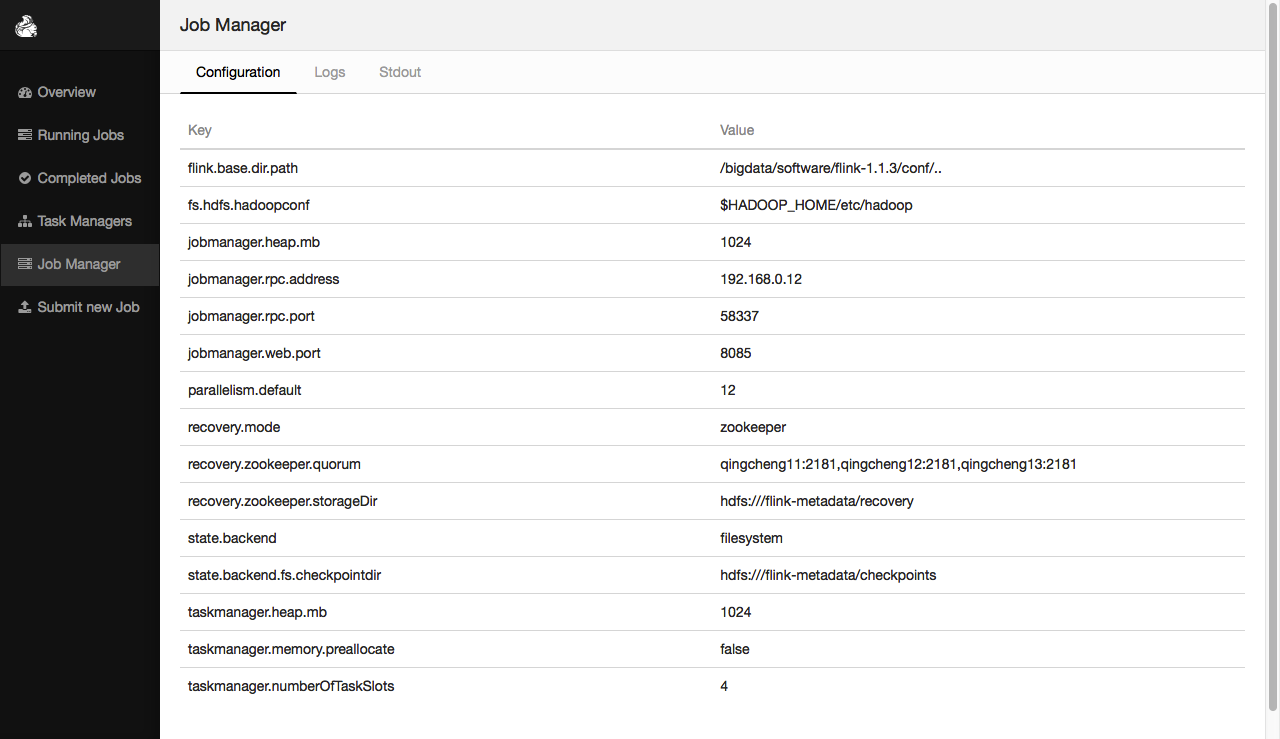 Job Manager
Configuration Logs Stdout
Overview
Running Jobs
Completed Jobs
Task Managers
Job Manager
Submit new Job
Key Value
flink.base.dir.path /bigdata/software/flink-1.1.3/conf/..
fs.hdfs.hadoopconf $HADOOP_HOME/etc/hadoop
jobmanager.heap.mb 1024
jobmanager.rpc.address 192.168.0.12
jobmanager.rpc.port 58337
jobmanager.web.port 8085
parallelism.default 12
recovery.mode zookeeper
recovery.zookeeper.quorum qingcheng11:2181,qingcheng12:2181,qingcheng13:2181
recovery.zookeeper.storageDir hdfs:///flink-metadata/recovery
state.backend filesystem
state.backend.fs.checkpointdir hdfs:///flink-metadata/checkpoints
taskmanager.heap.mb 1024
taskmanager.memory.preallocate false
taskmanager.numberOfTaskSlots 4